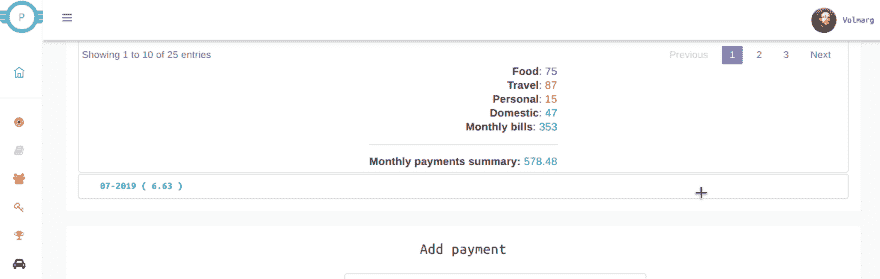 P
Volmarg
Showing 1 to 10 of 25 entries
Previous 1 2 3 Next
Food: 75
Travel: 87
Personal: 15
Domestic: 47
Monthly bills: 353
Monthly payments summary: 578.48
07-2019 ( 6.63 )
Add payment